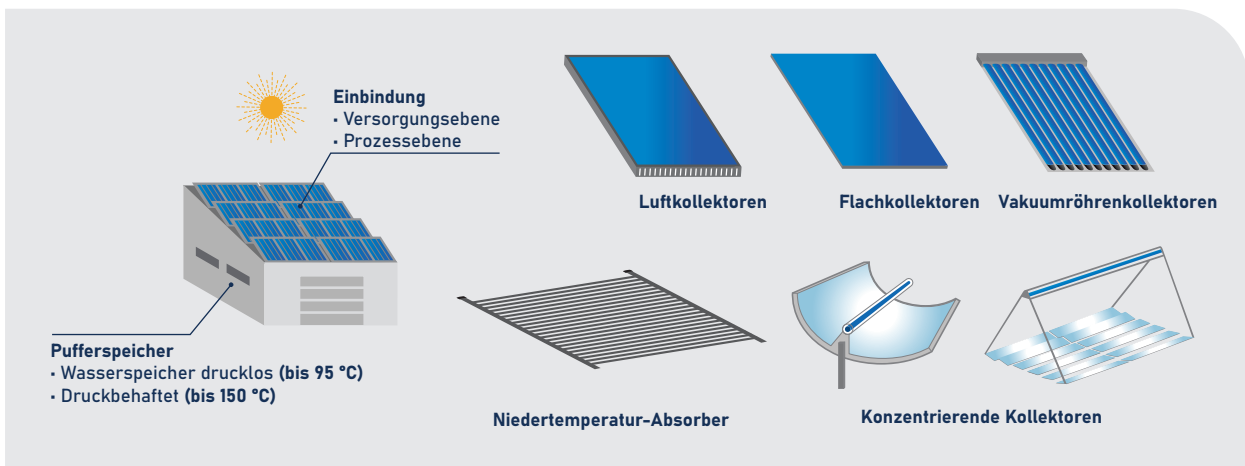 Einbindung
· Versorgungsebene
· Prozessebene
Pufferspeicher
· Wasserspeicher drucklos (bis 95 °C)
· Druckbehaftet (bis 150 °C)
Luftkollektoren
Flachkollektoren
Vakuumröhrenkollektoren
Niedertemperatur-Absorber
Konzentrierende Kollektoren